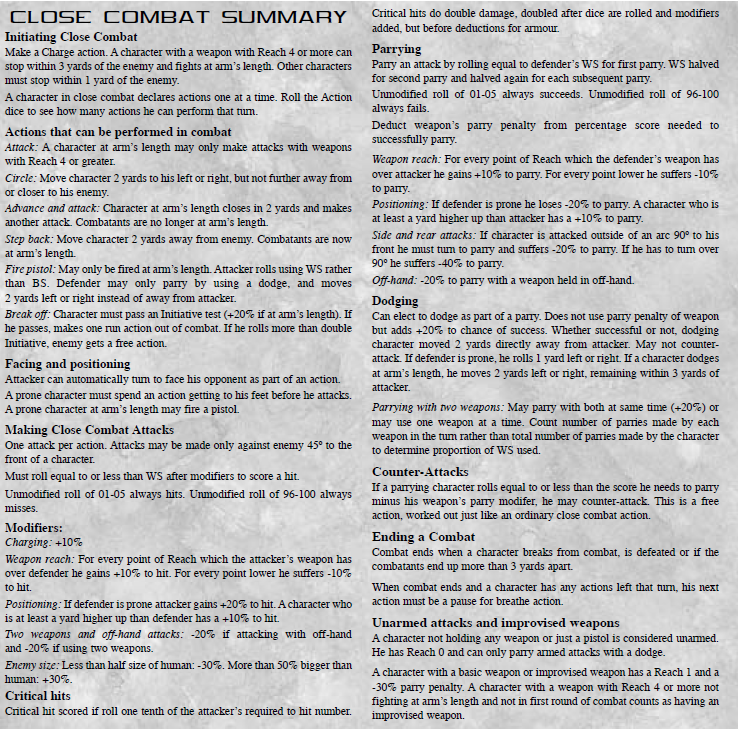 CLOSE COMBAT SUMMARY
Initiating Close Combat
Make a Charge action. A character with a weapon with Reach 4 or more can
stop within 3 yards of the enemy and fights at arm's length. Other characters
must stop within 1 yard of the enemy.
A character in close combat declares actions one at a time. Roll the Action
dice to see how many actions he can perform that turn.
Actions that can be performed in combat
Attack: A character at arm's length may only make attacks with weapons
with Reach 4 or greater.
Circle: Move character 2 yards to his left or right, but not further away from
or closer to his enemy.
Advance and attack: Character at arm's length closes in 2 yards and makes
another attack. Combatants are no longer at arm's length.
Step back: Move character 2 yards away from enemy. Combatants are now
at arm's length.
Fire pistol: May only be fired at arm's length. Attacker rolls using WS rather
than BS. Defender may only parry by using a dodge, and moves
2 yards left or right instead of away from attacker.
Break off: Character must pass an Initiative test (+20% if at arm's length). If
he passes, makes one run action out of combat. If he rolls more than double
Initiative, enemy gets a free action.
Facing and positioning
Attacker can automatically turn to face his opponent as part of an action.
A prone character must spend an action getting to his feet before he attacks.
A prone character at arm's length may fire a pistol.
Making Close Combat Attacks
One attack per action. Attacks may be made only against enemy 45° to the
front of a character.
Must roll equal to or less than WS after modifiers to score a hit.
Unmodified roll of 01-05 always hits. Unmodified roll of 96-100 always
misses.
Modifiers:
Charging: +10%
Weapon reach: For every point of Reach which the attacker's weapon has
over defender he gains +10% to hit. For every point lower he suffers -10%
to hit.
Positioning: If defender is prone attacker gains +20% to hit. A character who
is at least a yard higher up than defender has a +10% to hit.
Two weapons and off-hand attacks: -20% if attacking with off-hand
and -20% if using two weapons.
Enemy size: Less than half size of human: -30%. More than 50% bigger than
human: +30%.
Critical hits
Critical hit scored if roll one tenth of the attacker's required to hit number.
Critical hits do double damage, doubled after dice are rolled and modifiers
added, but before deductions for armour.
Parrying
Parry an attack by rolling equal to defender's WS for first parry. WS halved
for second parry and halved again for each subsequent parry.
Unmodified roll of 01-05 always succeeds. Unmodified roll of 96-100
always fails.
Deduct weapon's parry penalty from percentage score needed to
successfully parry.
Weapon reach: For every point of Reach which the defender's weapon has
over attacker he gains +10% to parry. For every point lower he suffers -10%
to parry.
Positioning: If defender is prone he loses -20% to parry. A character who is
at least a yard higher up than attacker has a +10% to parry.
Side and rear attacks: If character is attacked outside of an arc 90° to his
front he must turn to parry and suffers -20% to parry. If he has to turn over
90° he suffers -40% to parry.
Off-hand: -20% to parry with a weapon held in off-hand.
Dodging
Can elect to dodge as part of a parry. Does not use parry penalty of weapon
but adds +20% to chance of success. Whether successful or not, dodging
character moved 2 yards directly away from attacker. May not counter-
attack. If defender is prone, he rolls 1 yard left or right. If a character dodges
at arm's length, he moves 2 yards left or right, remaining within 3 yards of
attacker.
Parrying with two weapons: May parry with both at same time (+20%) or
may use one weapon at a time. Count number of parries made by each
weapon in the turn rather than total number of parries made by the character
to determine proportion of WS used.
Counter-Attacks
If a parrying character rolls equal to or less than the score he needs to parry
minus his weapon's parry modifer, he may counter-attack. This is a free
action, worked out just like an ordinary close combat action.
Ending a Combat
Combat ends when a character breaks from combat, is defeated or if the
combatants end up more than 3 yards apart.
When combat ends and a character has any actions left that turn, his next
action must be a pause for breathe action.
Unarmed attacks and improvised weapons
A character not holding any weapon or just a pistol is considered unarmed.
He has Reach 0 and can only parry armed attacks with a dodge.
A character with a basic weapon or improvised weapon has a Reach 1 and a
-30% parry penalty. A character with a weapon with Reach 4 or more not
fighting at arm's length and not in first round of combat counts as having an
improvised weapon.